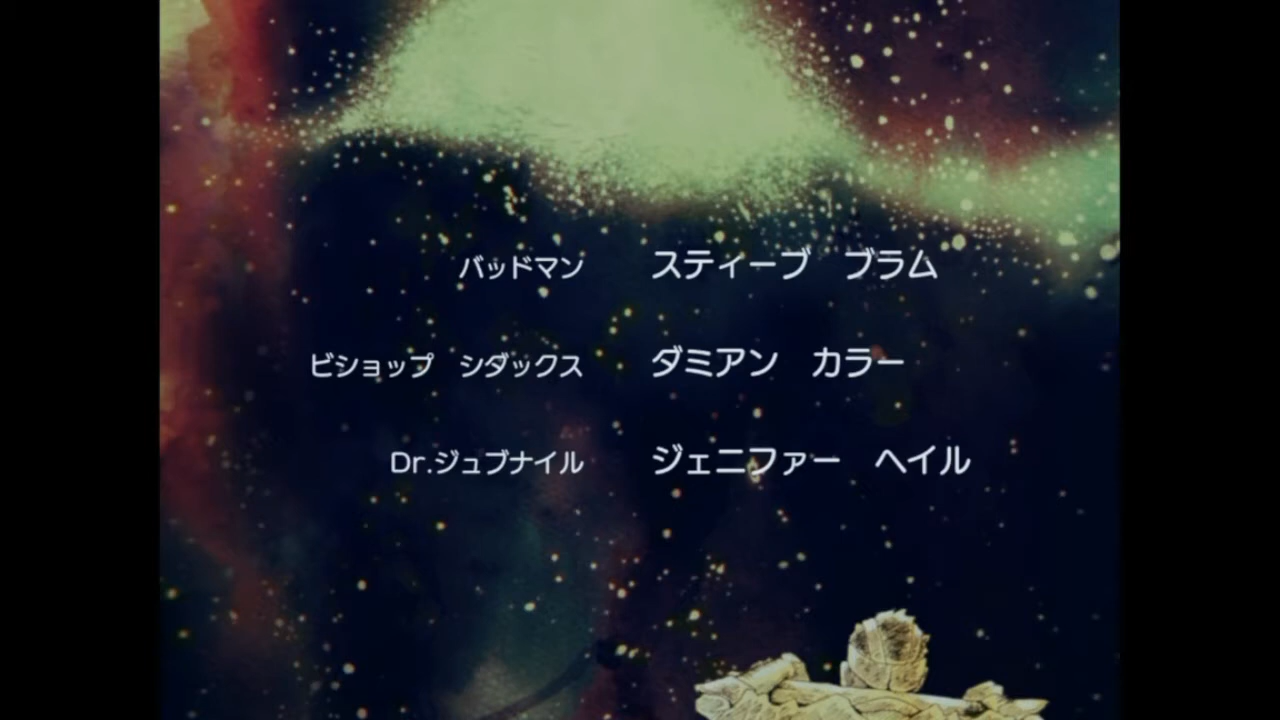 バッドマン　スティーブ　ブラム
ビショップ　シダックス　ダミアン　カラー
Dr.ジュブナイル　ジェニファー　ヘイル